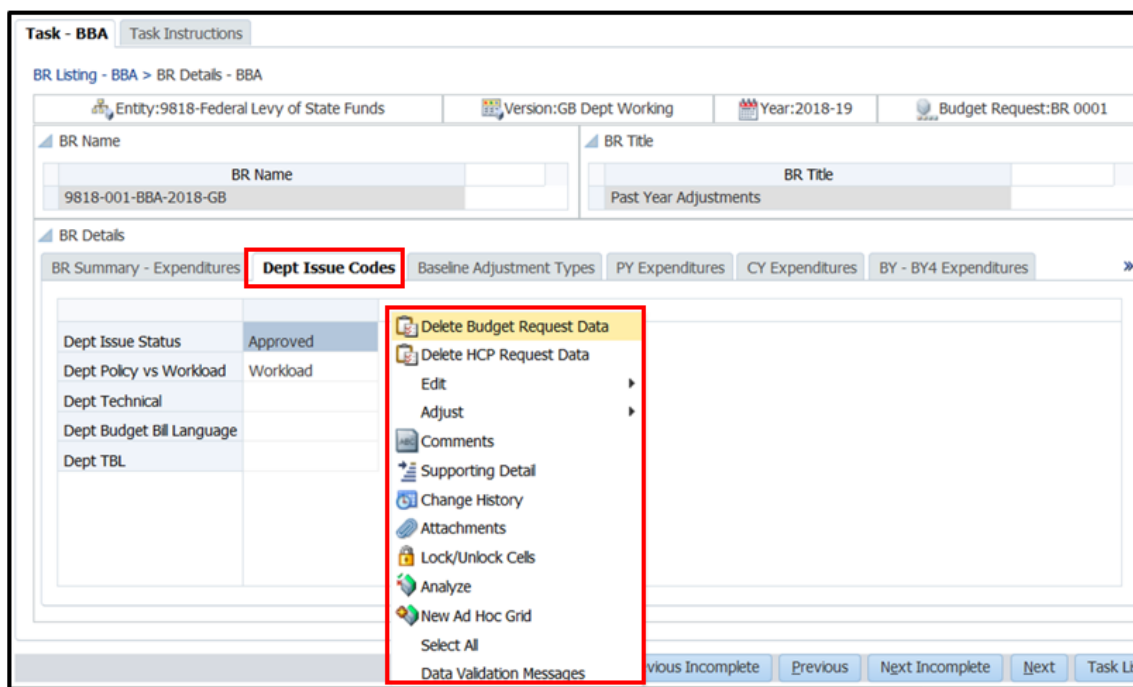 Task - BBA Task Instructions
BR Listing - BBA > BR Details - BBA
Entity:9818-Federal Levy of State Funds Version:GB Dept Working Year:2018-19 Budget Request:BR 0001
BR Name BR Title
BR Name BR Title
9818-001-BBA-2018-GB Past Year Adjustments
BR Details
BR Summary - Expenditures Dept Issue Codes Baseline Adjustment Types PY Expenditures CY Expenditures BY - BY4 Expenditures »
Dept Issue Status Approved
Dept Policy vs Workload Workload
Dept Technical
Dept Budget Bill Language
Dept TBL
Delete Budget Request Data
Delete HCP Request Data
Edit
Adjust
Comments
Supporting Detail
Change History
Attachments
Lock/Unlock Cells
Analyze
New Ad Hoc Grid
Select All
Data Validation Messages
vious Incomplete Previous Next Incomplete Next Task Li